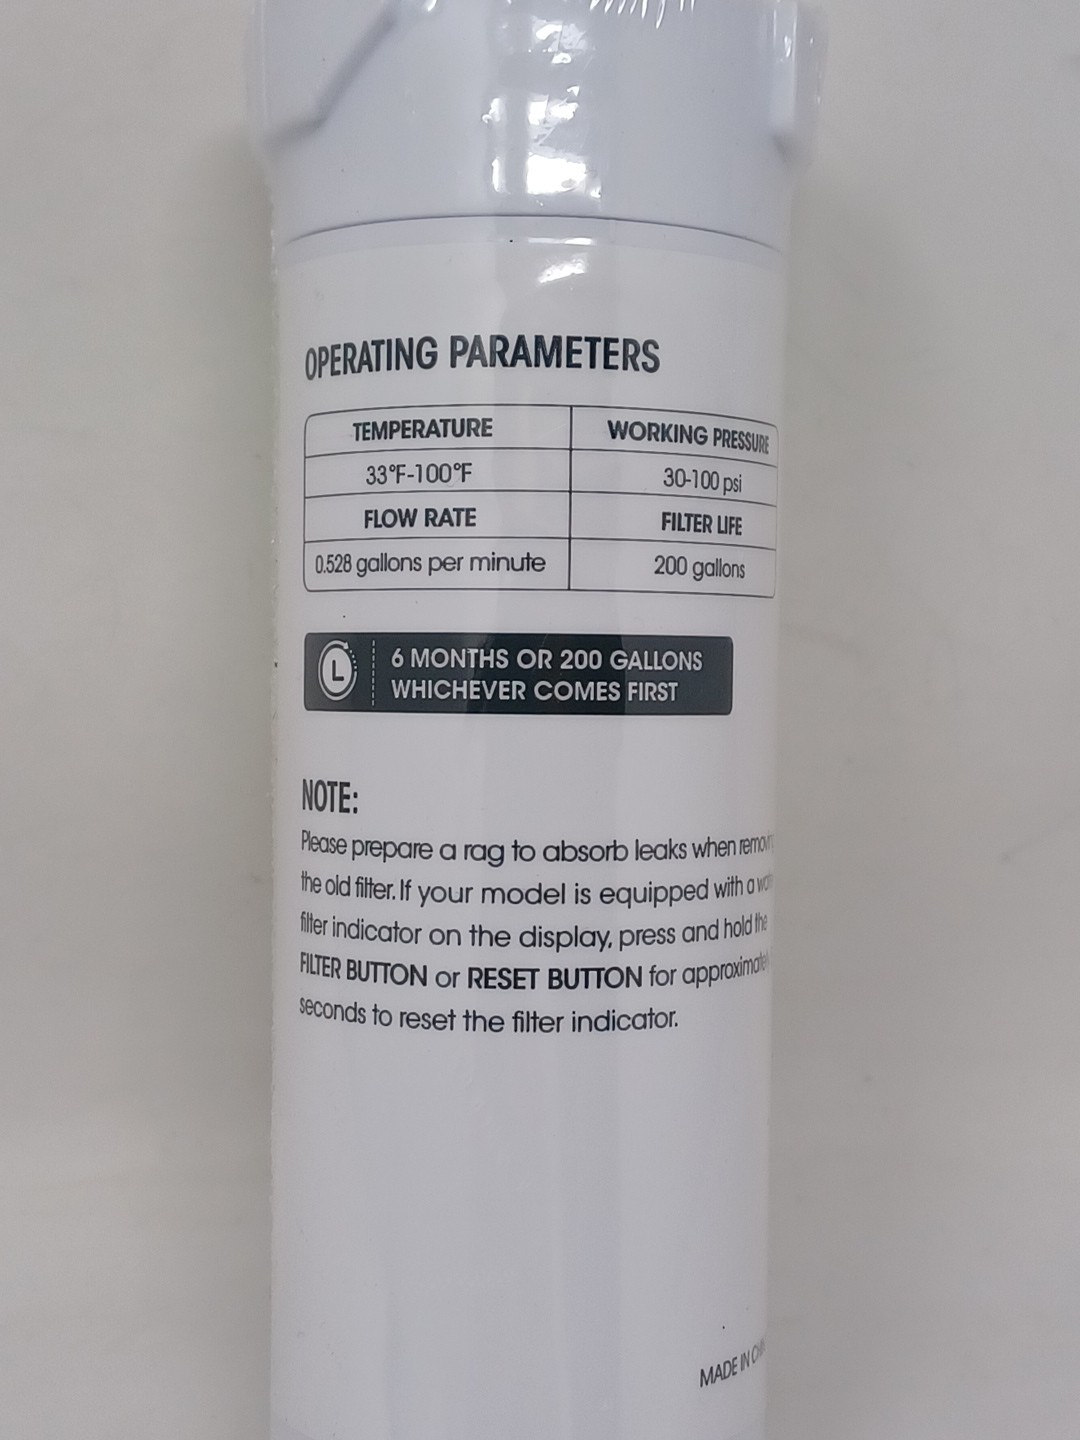 OPERATING PARAMETERS
TEMPERATURE WORKING PRESSURE
33°F-100°F 30-100 psi
FLOW RATE FILTER LIFE
0.528 gallons per minute 200 gallons
L
6 MONTHS OR 200 GALLONS
WHICHEVER COMES FIRST
NOTE:
Please prepare a rag to absorb leaks when
the old filter. If your model is equipped with a
filter indicator on the display, press and hold the
FILTER BUTTON or RESET BUTTON for
seconds to reset the filter indicator.
MADE IN